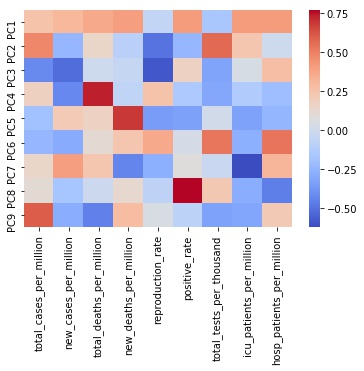 PC1
PC2
PC3
PC4
PC5
PC6
PC7
PC8
PC9
total_cases_per_million
new_cases_per_million
total_deaths_per_million
new_deaths_per_million
reproduction_rate
positive_rate
total_tests_per_thousand
icu_patients_per_million
hosp_patients_per_million
0.75
0.50
0.25
0.00
−0.25
−0.50